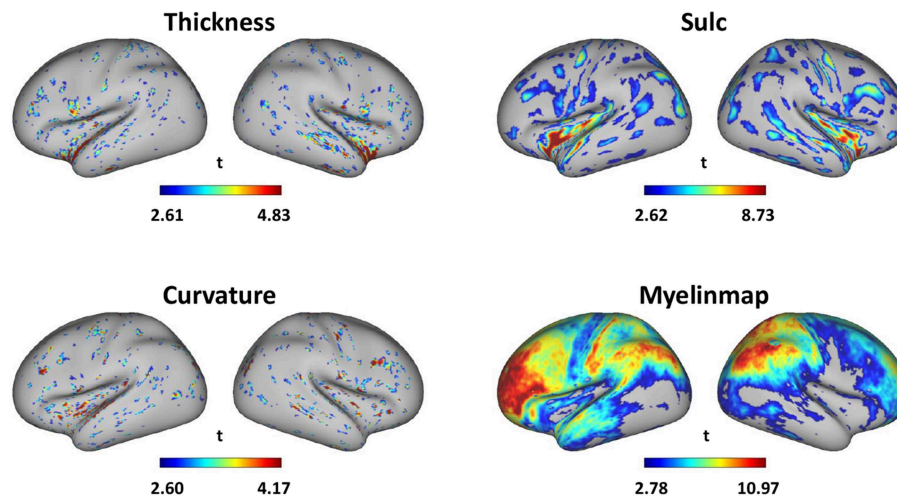 Thickness
Sulc
t
t
2.61 4.83
2.62 8.73
Curvature
Myelinmap
t
t
2.60 4.17
2.78 10.97